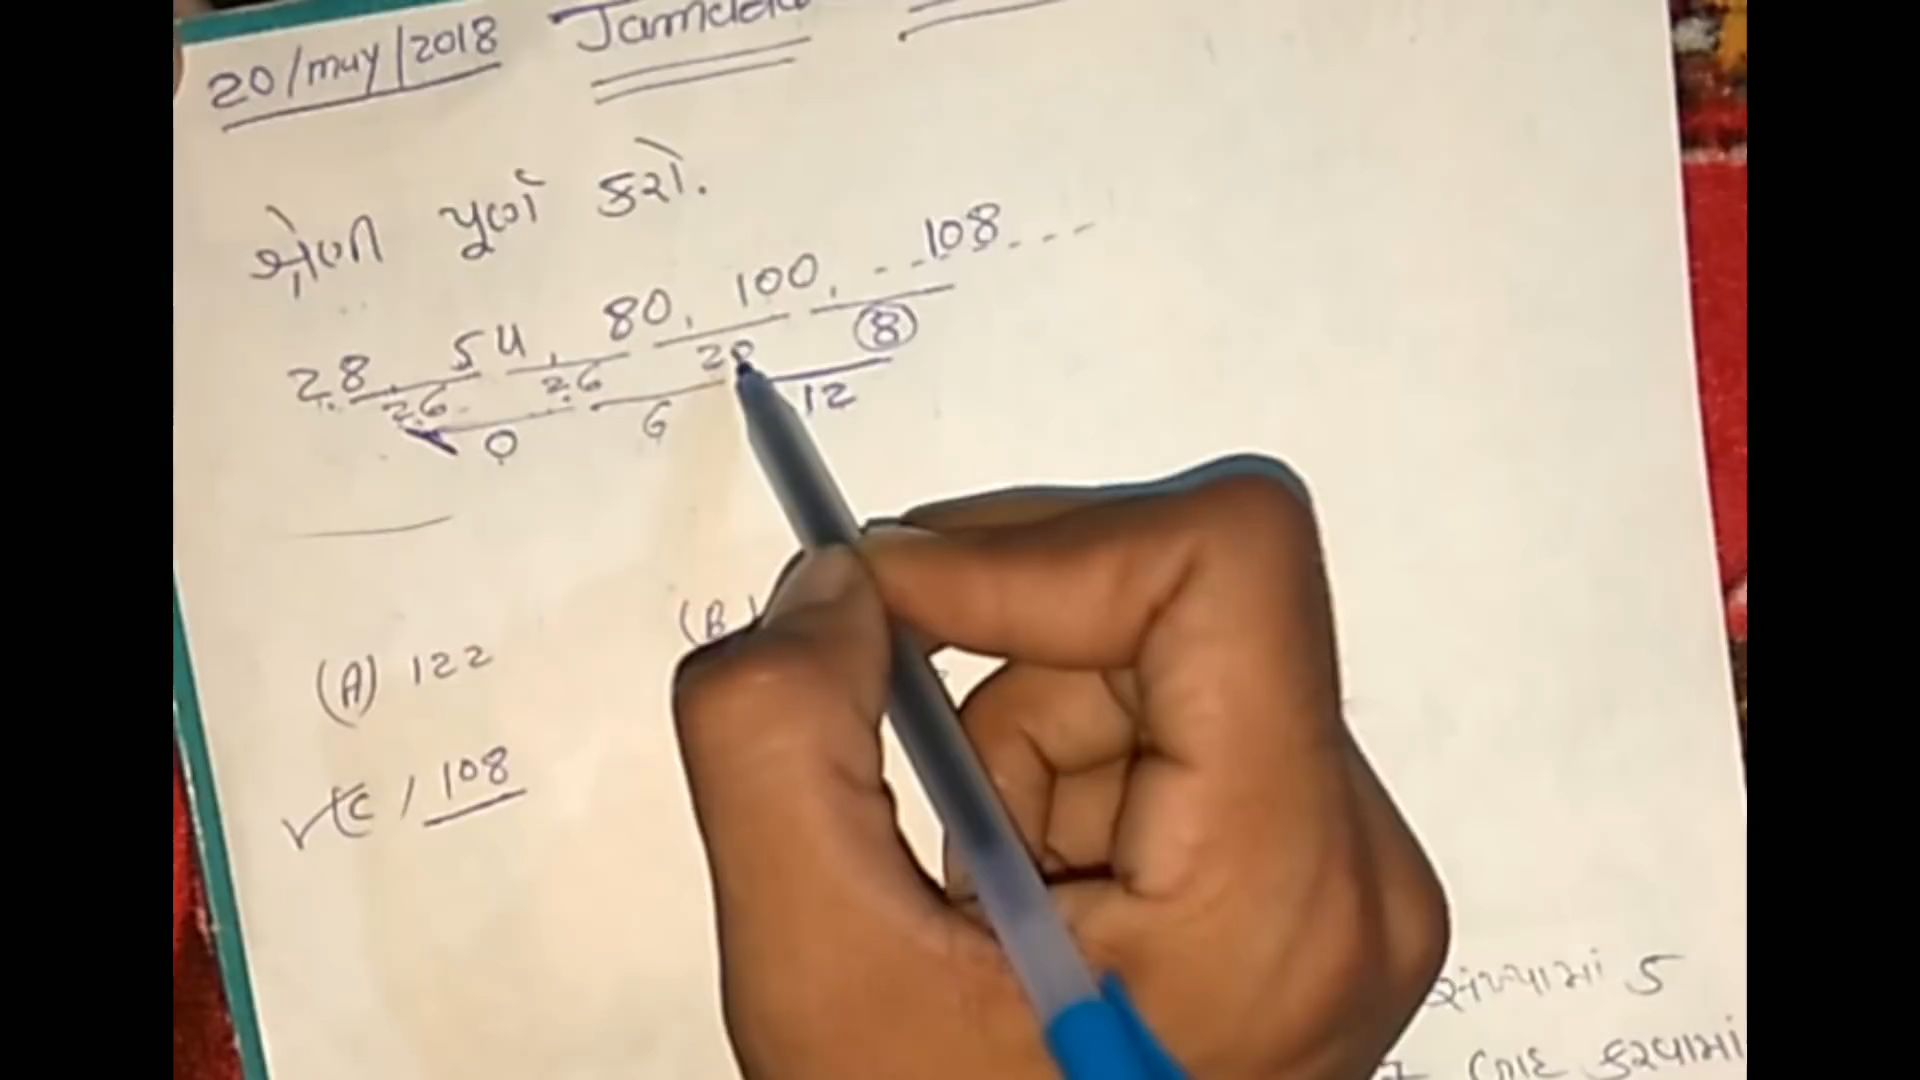 20/may/2018
શ્રેણી પૂર્ણ કરો.
28, 54, 80, 100, -- 108 ---
26 26 20 8
0 6 12
(A) 122 (B)
(C) 108
સંખ્યામાં 5
કરવામાં